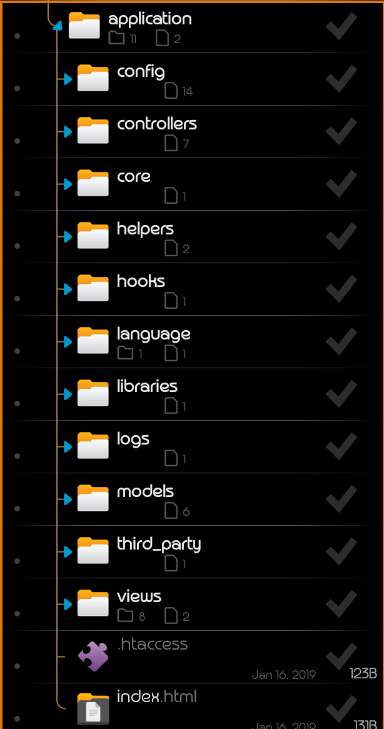 application
11 2
config
14
controllers
7
core
1
helpers
2
hooks
1
language
1 1
libraries
1
logs
1
models
6
third_party
1
views
8 2
.htaccess
Jan 16, 2019 123B
index.html
Jan 16, 2019 131B